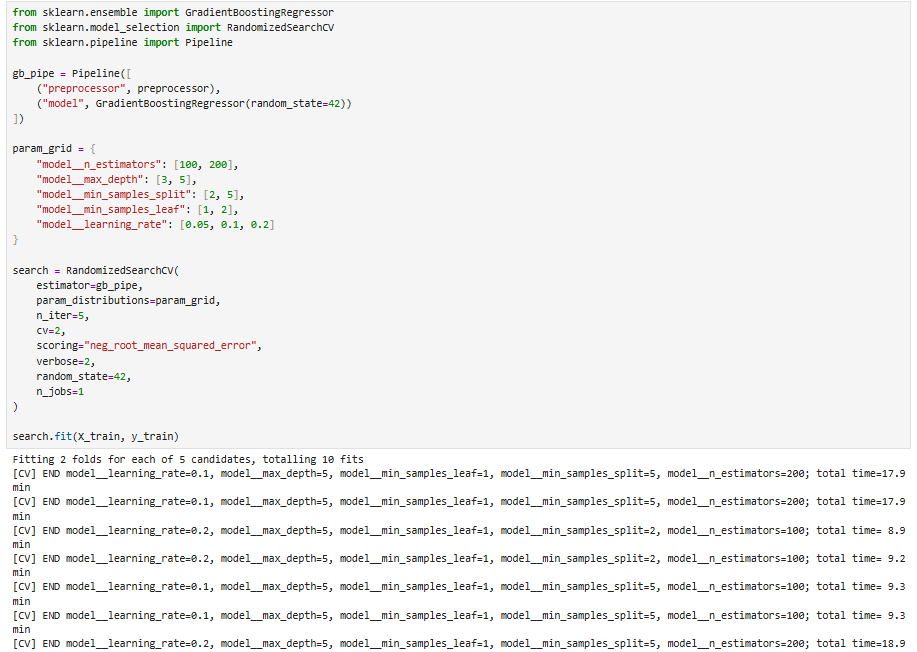 from sklearn.ensemble import GradientBoostingRegressor
from sklearn.model_selection import RandomizedSearchCV
from sklearn.pipeline import Pipeline

gb_pipe = Pipeline([
    ("preprocessor", preprocessor),
    ("model", GradientBoostingRegressor(random_state=42))
])

param_grid = {
    "model__n_estimators": [100, 200],
    "model__max_depth": [3, 5],
    "model__min_samples_split": [2, 5],
    "model__min_samples_leaf": [1, 2],
    "model__learning_rate": [0.05, 0.1, 0.2]
}

search = RandomizedSearchCV(
    estimator=gb_pipe,
    param_distributions=param_grid,
    n_iter=5,
    cv=2,
    scoring="neg_root_mean_squared_error",
    verbose=2,
    random_state=42,
    n_jobs=1
)

search.fit(X_train, y_train)
Fitting 2 folds for each of 5 candidates, totalling 10 fits
[CV] END model__learning_rate=0.1, model__max_depth=5, model__min_samples_leaf=1, model__min_samples_split=5, model__n_estimators=200; total time=17.9
min
[CV] END model__learning_rate=0.1, model__max_depth=5, model__min_samples_leaf=1, model__min_samples_split=5, model__n_estimators=200; total time=17.9
min
[CV] END model__learning_rate=0.2, model__max_depth=5, model__min_samples_leaf=1, model__min_samples_split=2, model__n_estimators=100; total time= 8.9
min
[CV] END model__learning_rate=0.2, model__max_depth=5, model__min_samples_leaf=1, model__min_samples_split=2, model__n_estimators=100; total time= 9.2
min
[CV] END model__learning_rate=0.1, model__max_depth=5, model__min_samples_leaf=1, model__min_samples_split=5, model__n_estimators=100; total time= 9.3
min
[CV] END model__learning_rate=0.1, model__max_depth=5, model__min_samples_leaf=1, model__min_samples_split=5, model__n_estimators=100; total time= 9.3
min
[CV] END model__learning_rate=0.2, model__max_depth=5, model__min_samples_leaf=1, model__min_samples_split=5, model__n_estimators=200; total time=18.9